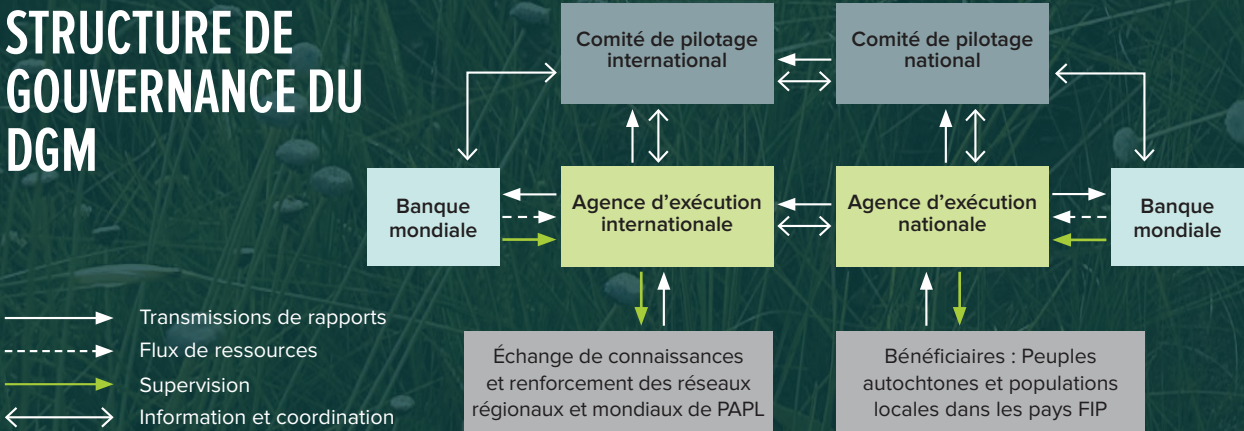 STRUCTURE DE
GOUVERNANCE DU
DGM
Comité de pilotage
international
Comité de pilotage
national
Banque
mondiale
Agence d'exécution
internationale
Agence d'exécution
nationale
Banque
mondiale
Transmissions de rapports
Flux de ressources
Supervision
Information et coordination
Échange de connaissances
et renforcement des réseaux
régionaux et mondiaux de PAPL
Bénéficiaires : Peuples
autochtones et populations
locales dans les pays FIP